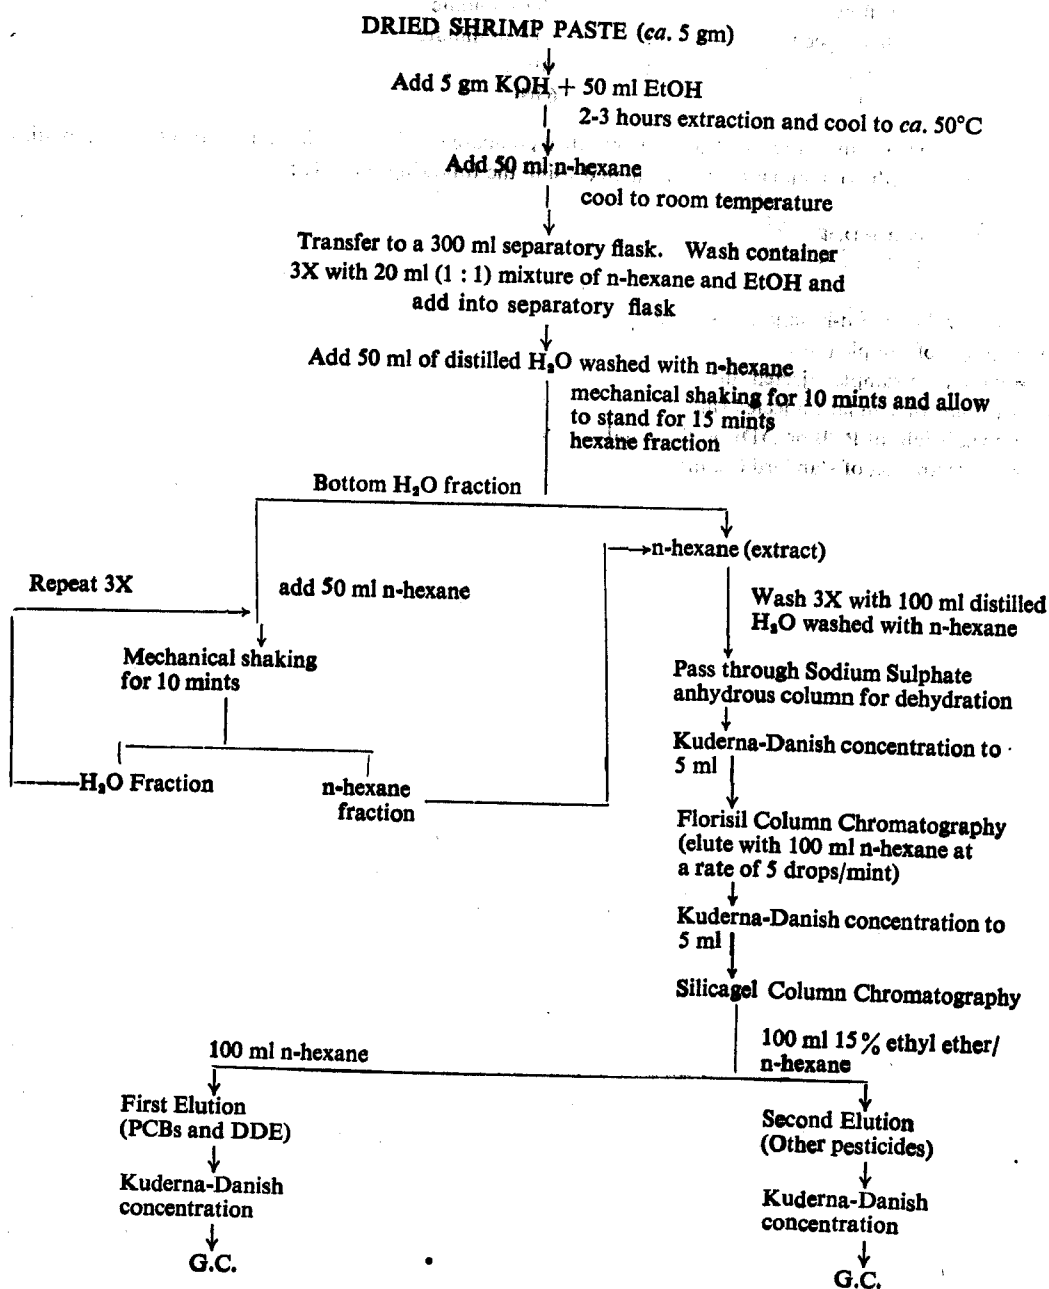 DRIED SHRIMP PASTE (ca. 5 gm)
Add 5 gm KOH + 50 ml EtOH
2-3 hours extraction and cool to ca. 50°C
Add 50 ml n-hexane
cool to room temperature
Transfer to a 300 ml separatory flask. Wash container
3X with 20 ml (1 : 1) mixture of n-hexane and EtOH and
add into separatory flask
Add 50 ml of distilled H₂O washed with n-hexane
mechanical shaking for 10 mints and allow
to stand for 15 mints
hexane fraction
Bottom H₂O fraction
n-hexane (extract)
Repeat 3X
add 50 ml n-hexane
Wash 3X with 100 ml distilled
H₂O washed with n-hexane
Mechanical shaking
for 10 mints
Pass through Sodium Sulphate
anhydrous column for dehydration
Kuderna-Danish concentration to
5 ml
H₂O Fraction
n-hexane
fraction
Florisil Column Chromatography
(elute with 100 ml n-hexane at
a rate of 5 drops/mint)
Kuderna-Danish concentration to
5 ml
Silicagel Column Chromatography
100 ml n-hexane
100 ml 15% ethyl ether/
n-hexane
First Elution
(PCBs and DDE)
Second Elution
(Other pesticides)
Kuderna-Danish
concentration
Kuderna-Danish
concentration
G.C.
G.C.